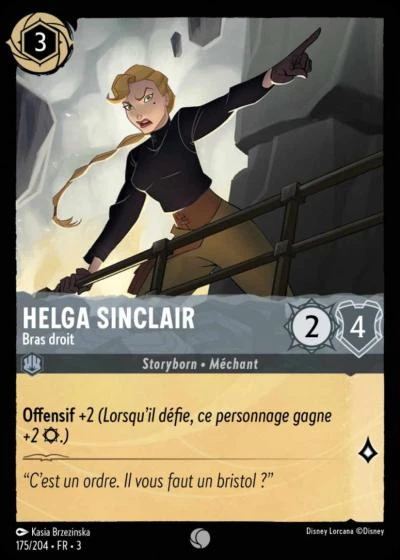 3
HELGA SINCLAIR
Bras droit
2
4
Storyborn • Méchant
Offensif +2 (Lorsqu'il défie, ce personnage gagne
+2 .)
“C'est un ordre. Il vous faut un bristol ?”
Kasia Brzezinska
Disney Lorcana ©Disney
175/204 • FR • 3